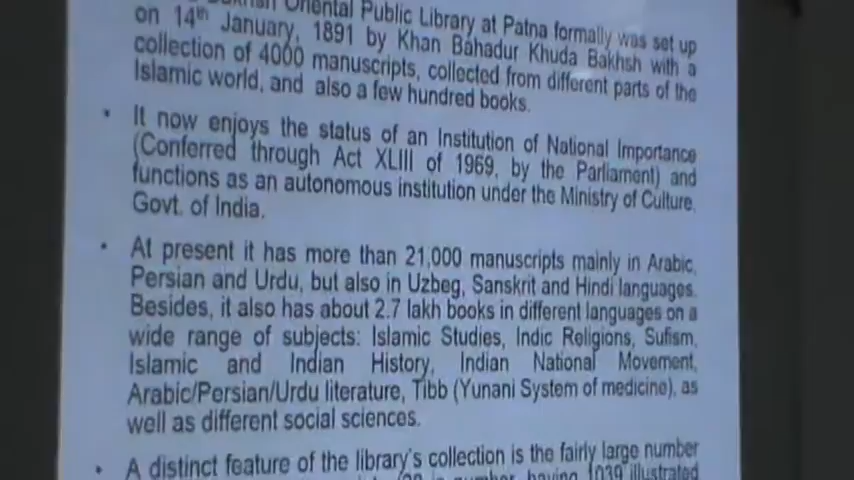 Oriental Public Library at Patna formally was set up
on 14th January, 1891 by Khan Bahadur Khuda Bakhsh with a
collection of 4000 manuscripts, collected from different parts of the
Islamic world, and also a few hundred books.
• It now enjoys the status of an Institution of National Importance
(Conferred through Act XLIII of 1969, by the Parliament) and
functions as an autonomous institution under the Ministry of Culture,
Govt. of India.
• At present it has more than 21,000 manuscripts mainly in Arabic,
Persian and Urdu, but also in Uzbeg, Sanskrit and Hindi languages.
Besides, it also has about 2.7 lakh books in different languages on a
wide range of subjects: Islamic Studies, Indic Religions, Sufism,
Islamic and Indian History, Indian National Movement,
Arabic/Persian/Urdu literature, Tibb (Yunani System of medicine), as
well as different social sciences.
• A distinct feature of the library's collection is the fairly large number
number, having 1039 illustrated